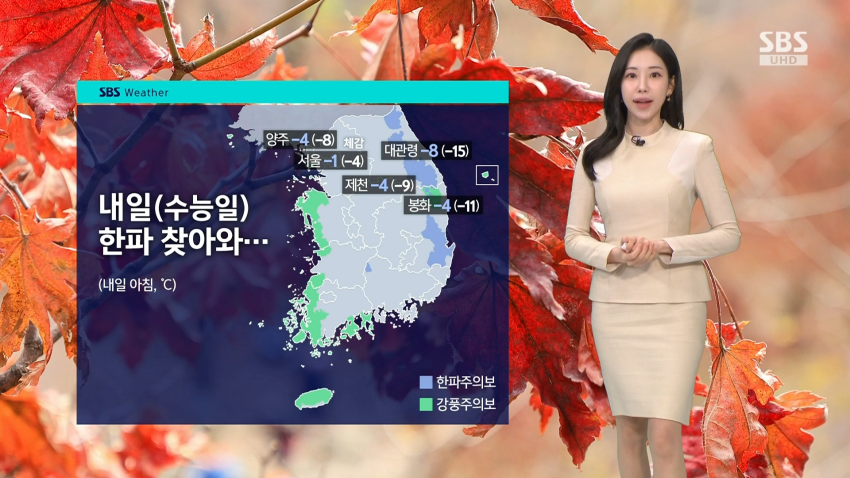 SBS
UHD
SBS Weather
양주 -4 (-8)
체감
서울 -1 (-4)
대관령 -8 (-15)
제천 -4 (-9)
봉화 -4 (-11)
내일(수능일)
한파 찾아와…
(내일 아침, ℃)
한파주의보
강풍주의보